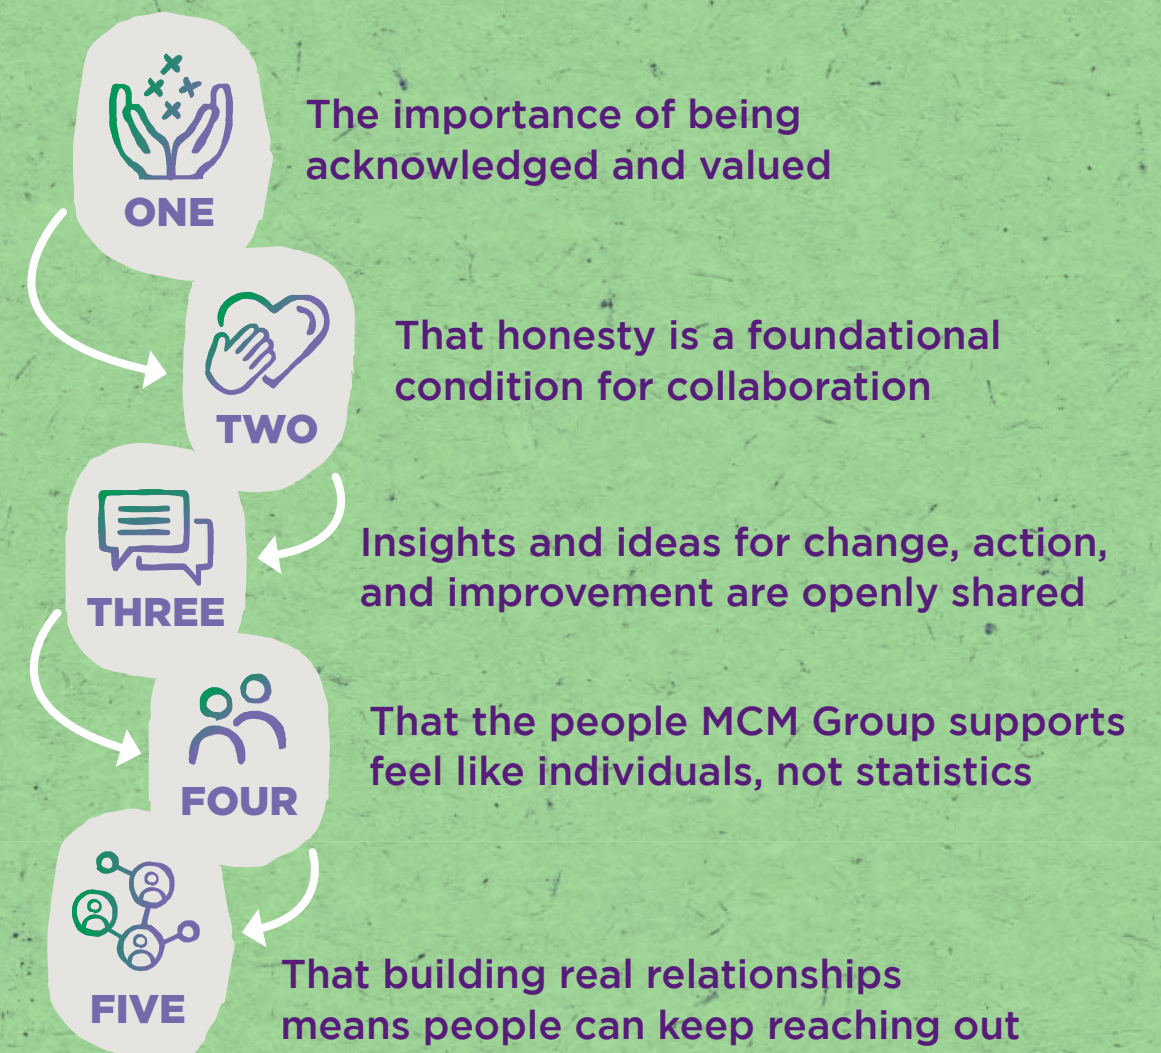 ONE
The importance of being
acknowledged and valued
TWO
That honesty is a foundational
condition for collaboration
THREE
Insights and ideas for change, action,
and improvement are openly shared
FOUR
That the people MCM Group supports
feel like individuals, not statistics
FIVE
That building real relationships
means people can keep reaching out